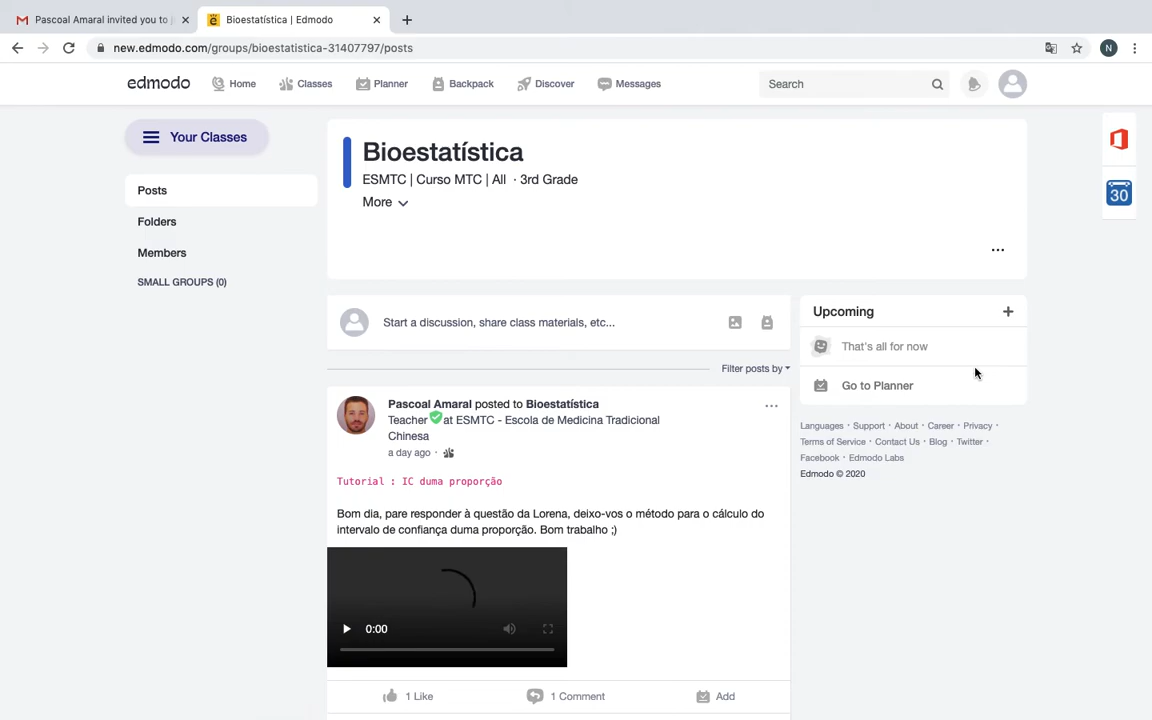 Pascoal Amaral invited you to j
Bioestatística | Edmodo
new.edmodo.com/groups/bioestatistica-31407797/posts
N
edmodo
Home
Classes
Planner
Backpack
Discover
Messages
Search
Your Classes
Posts
Folders
Members
SMALL GROUPS (0)
Bioestatística
ESMTC | Curso MTC | All · 3rd Grade
More
30
Start a discussion, share class materials, etc...
Filter posts by
Upcoming
That's all for now
Go to Planner
Languages · Support · About · Career · Privacy ·
Terms of Service · Contact Us · Blog · Twitter ·
Facebook · Edmodo Labs
Edmodo © 2020
Pascoal Amaral posted to Bioestatística
Teacher at ESMTC - Escola de Medicina Tradicional
Chinesa
a day ago ·
Tutorial : IC duma proporção
Bom dia, pare responder à questão da Lorena, deixo-vos o método para o cálculo do
intervalo de confiança duma proporção. Bom trabalho ;)
0:00
1 Like
1 Comment
Add